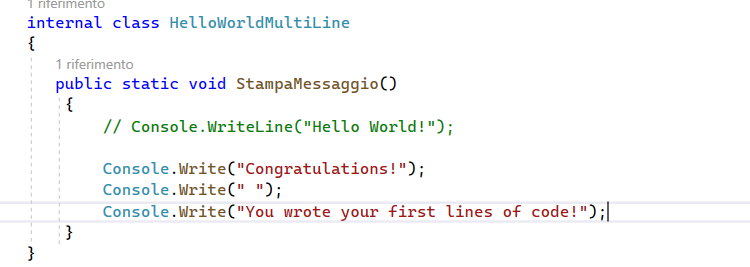 1 riferimento
internal class HelloWorldMultiLine
{
1 riferimento
public static void StampaMessaggio()
{
// Console.WriteLine("Hello World!");
Console.Write("Congratulations!");
Console.Write(" ");
Console.Write("You wrote your first lines of code!");
}
}